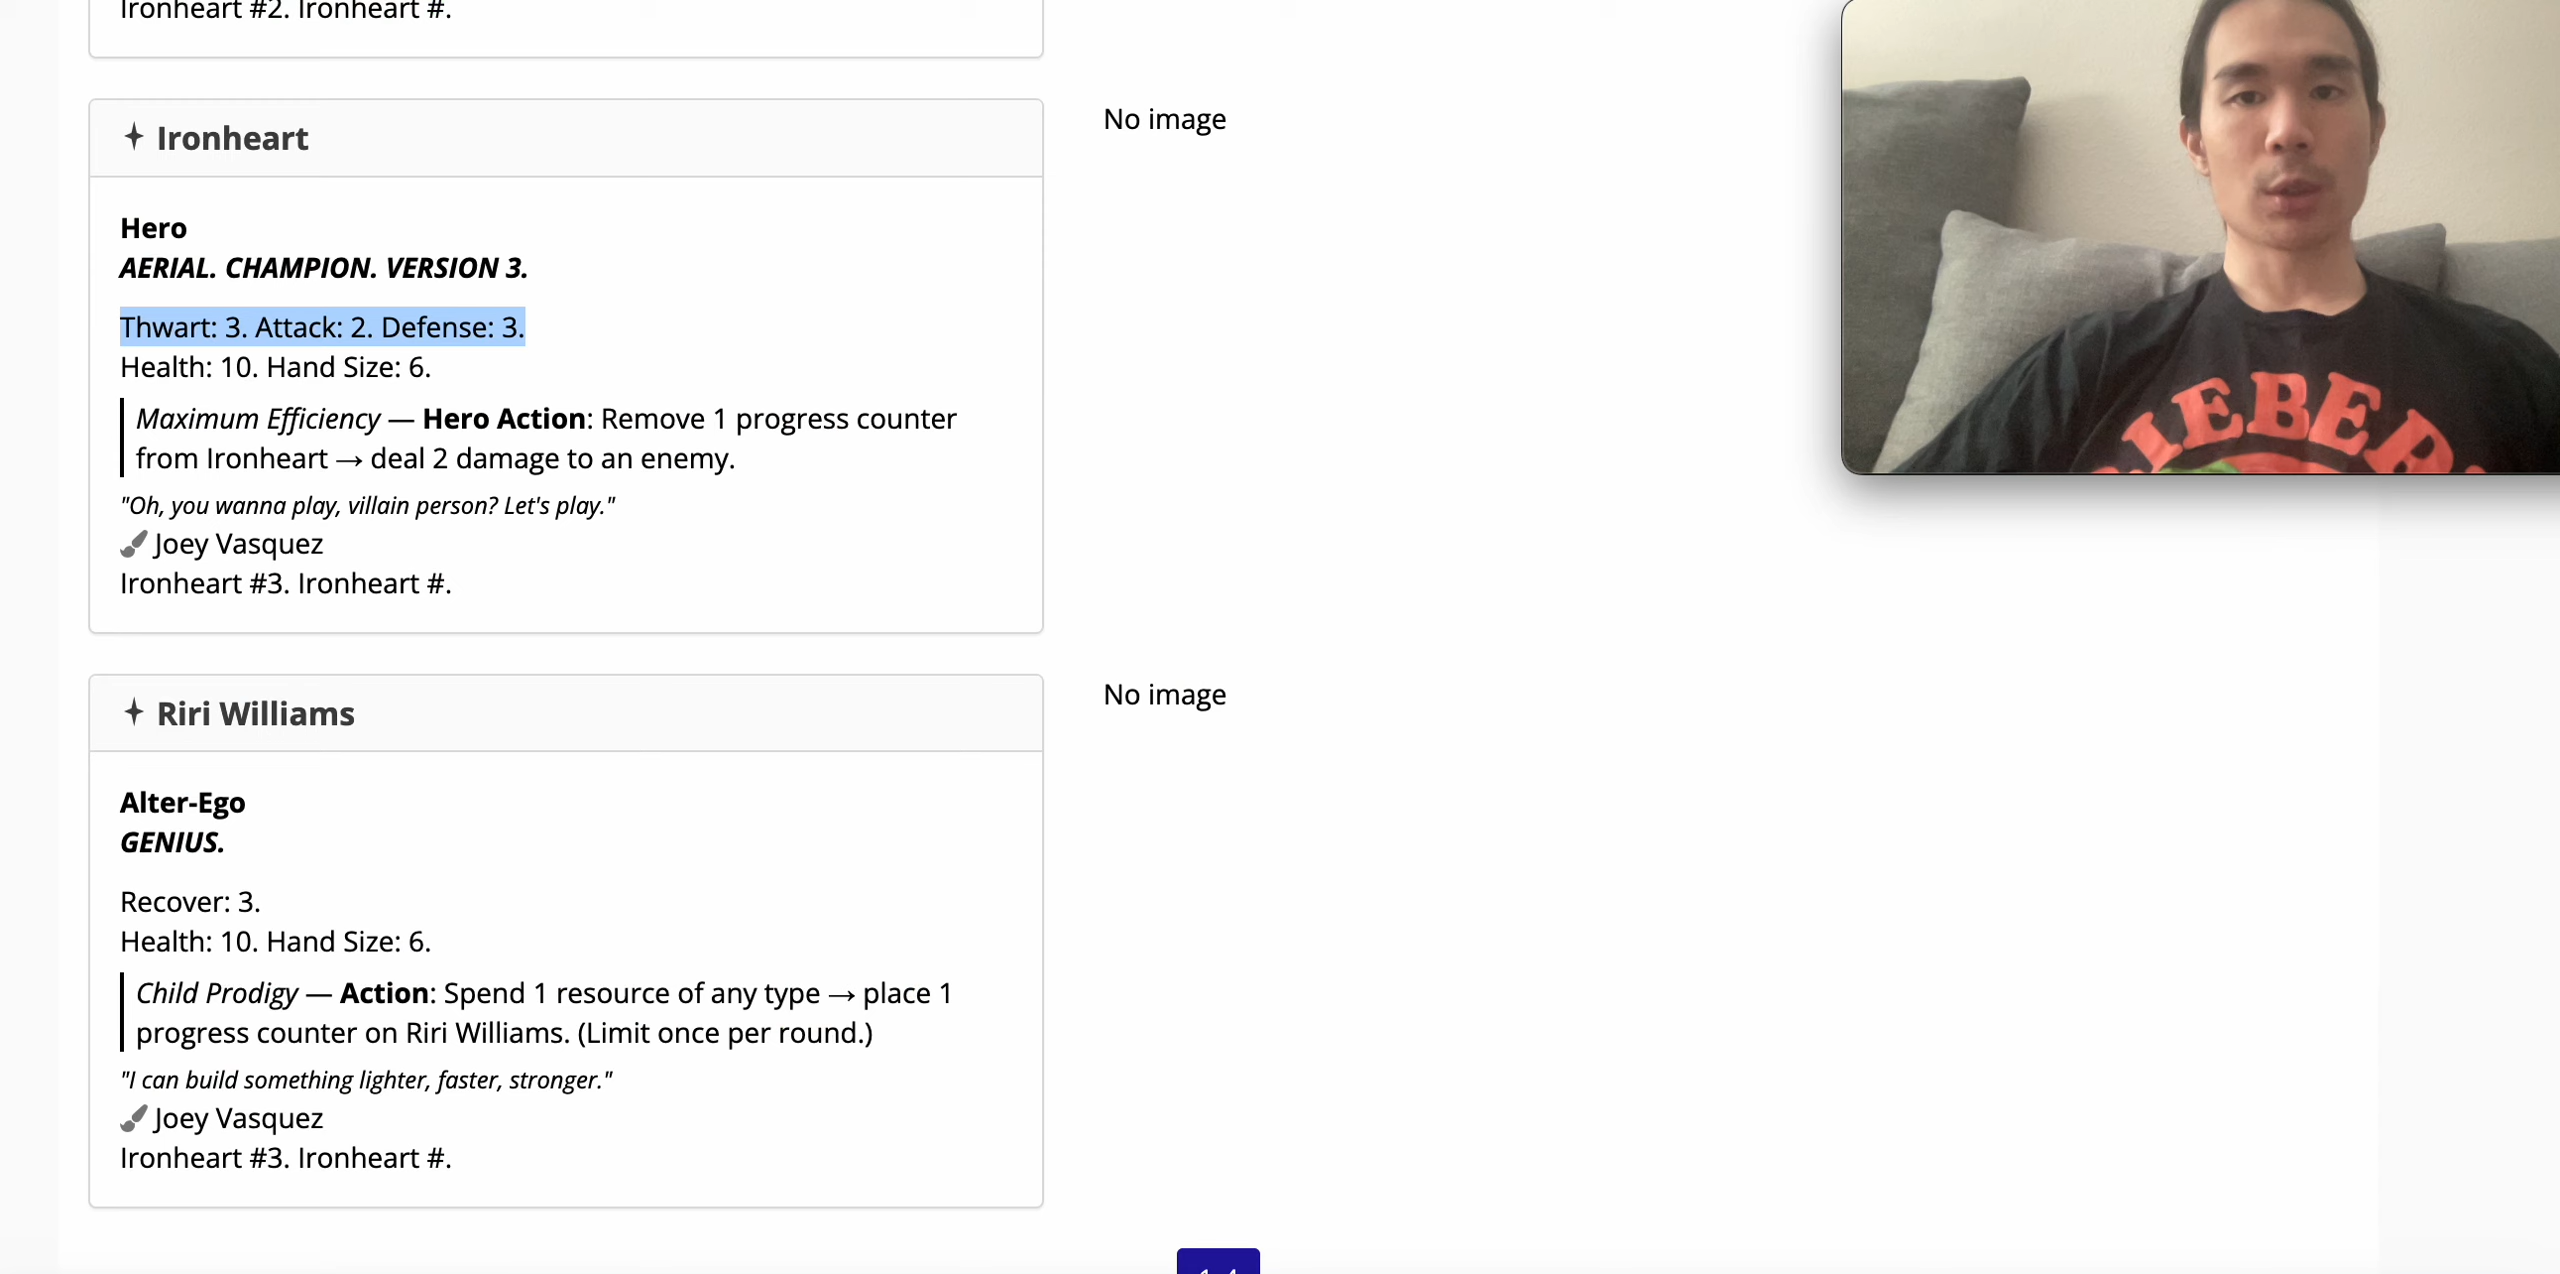 Ironheart #2. Ironheart #.
Ironheart
No image
Hero
AERIAL. CHAMPION. VERSION 3.
Thwart: 3. Attack: 2. Defense: 3.
Health: 10. Hand Size: 6.
Maximum Efficiency — Hero Action: Remove 1 progress counter
from Ironheart → deal 2 damage to an enemy.
"Oh, you wanna play, villain person? Let's play."
Joey Vasquez
Ironheart #3. Ironheart #.
Riri Williams
No image
Alter-Ego
GENIUS.
Recover: 3.
Health: 10. Hand Size: 6.
Child Prodigy — Action: Spend 1 resource of any type → place 1
progress counter on Riri Williams. (Limit once per round.)
"I can build something lighter, faster, stronger."
Joey Vasquez
Ironheart #3. Ironheart #.